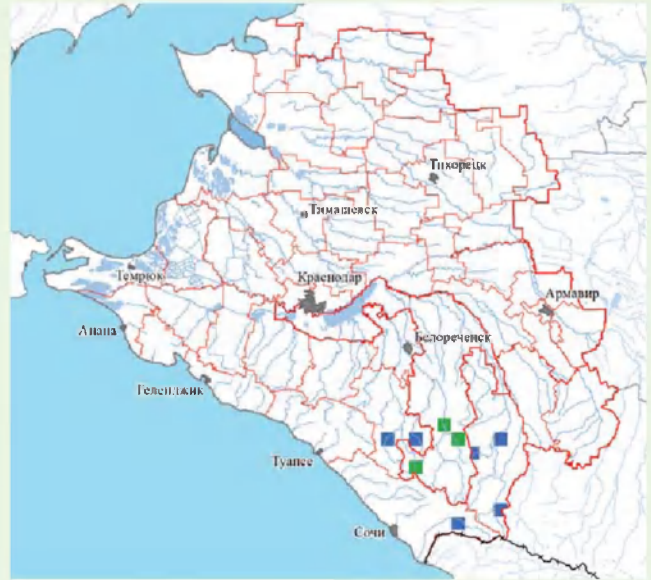 Тихорецк
Тимашевск
Темрюк
Краснодар
Армавир
Анапа
Белореченск
Геленджик
Туапсе
Сочи